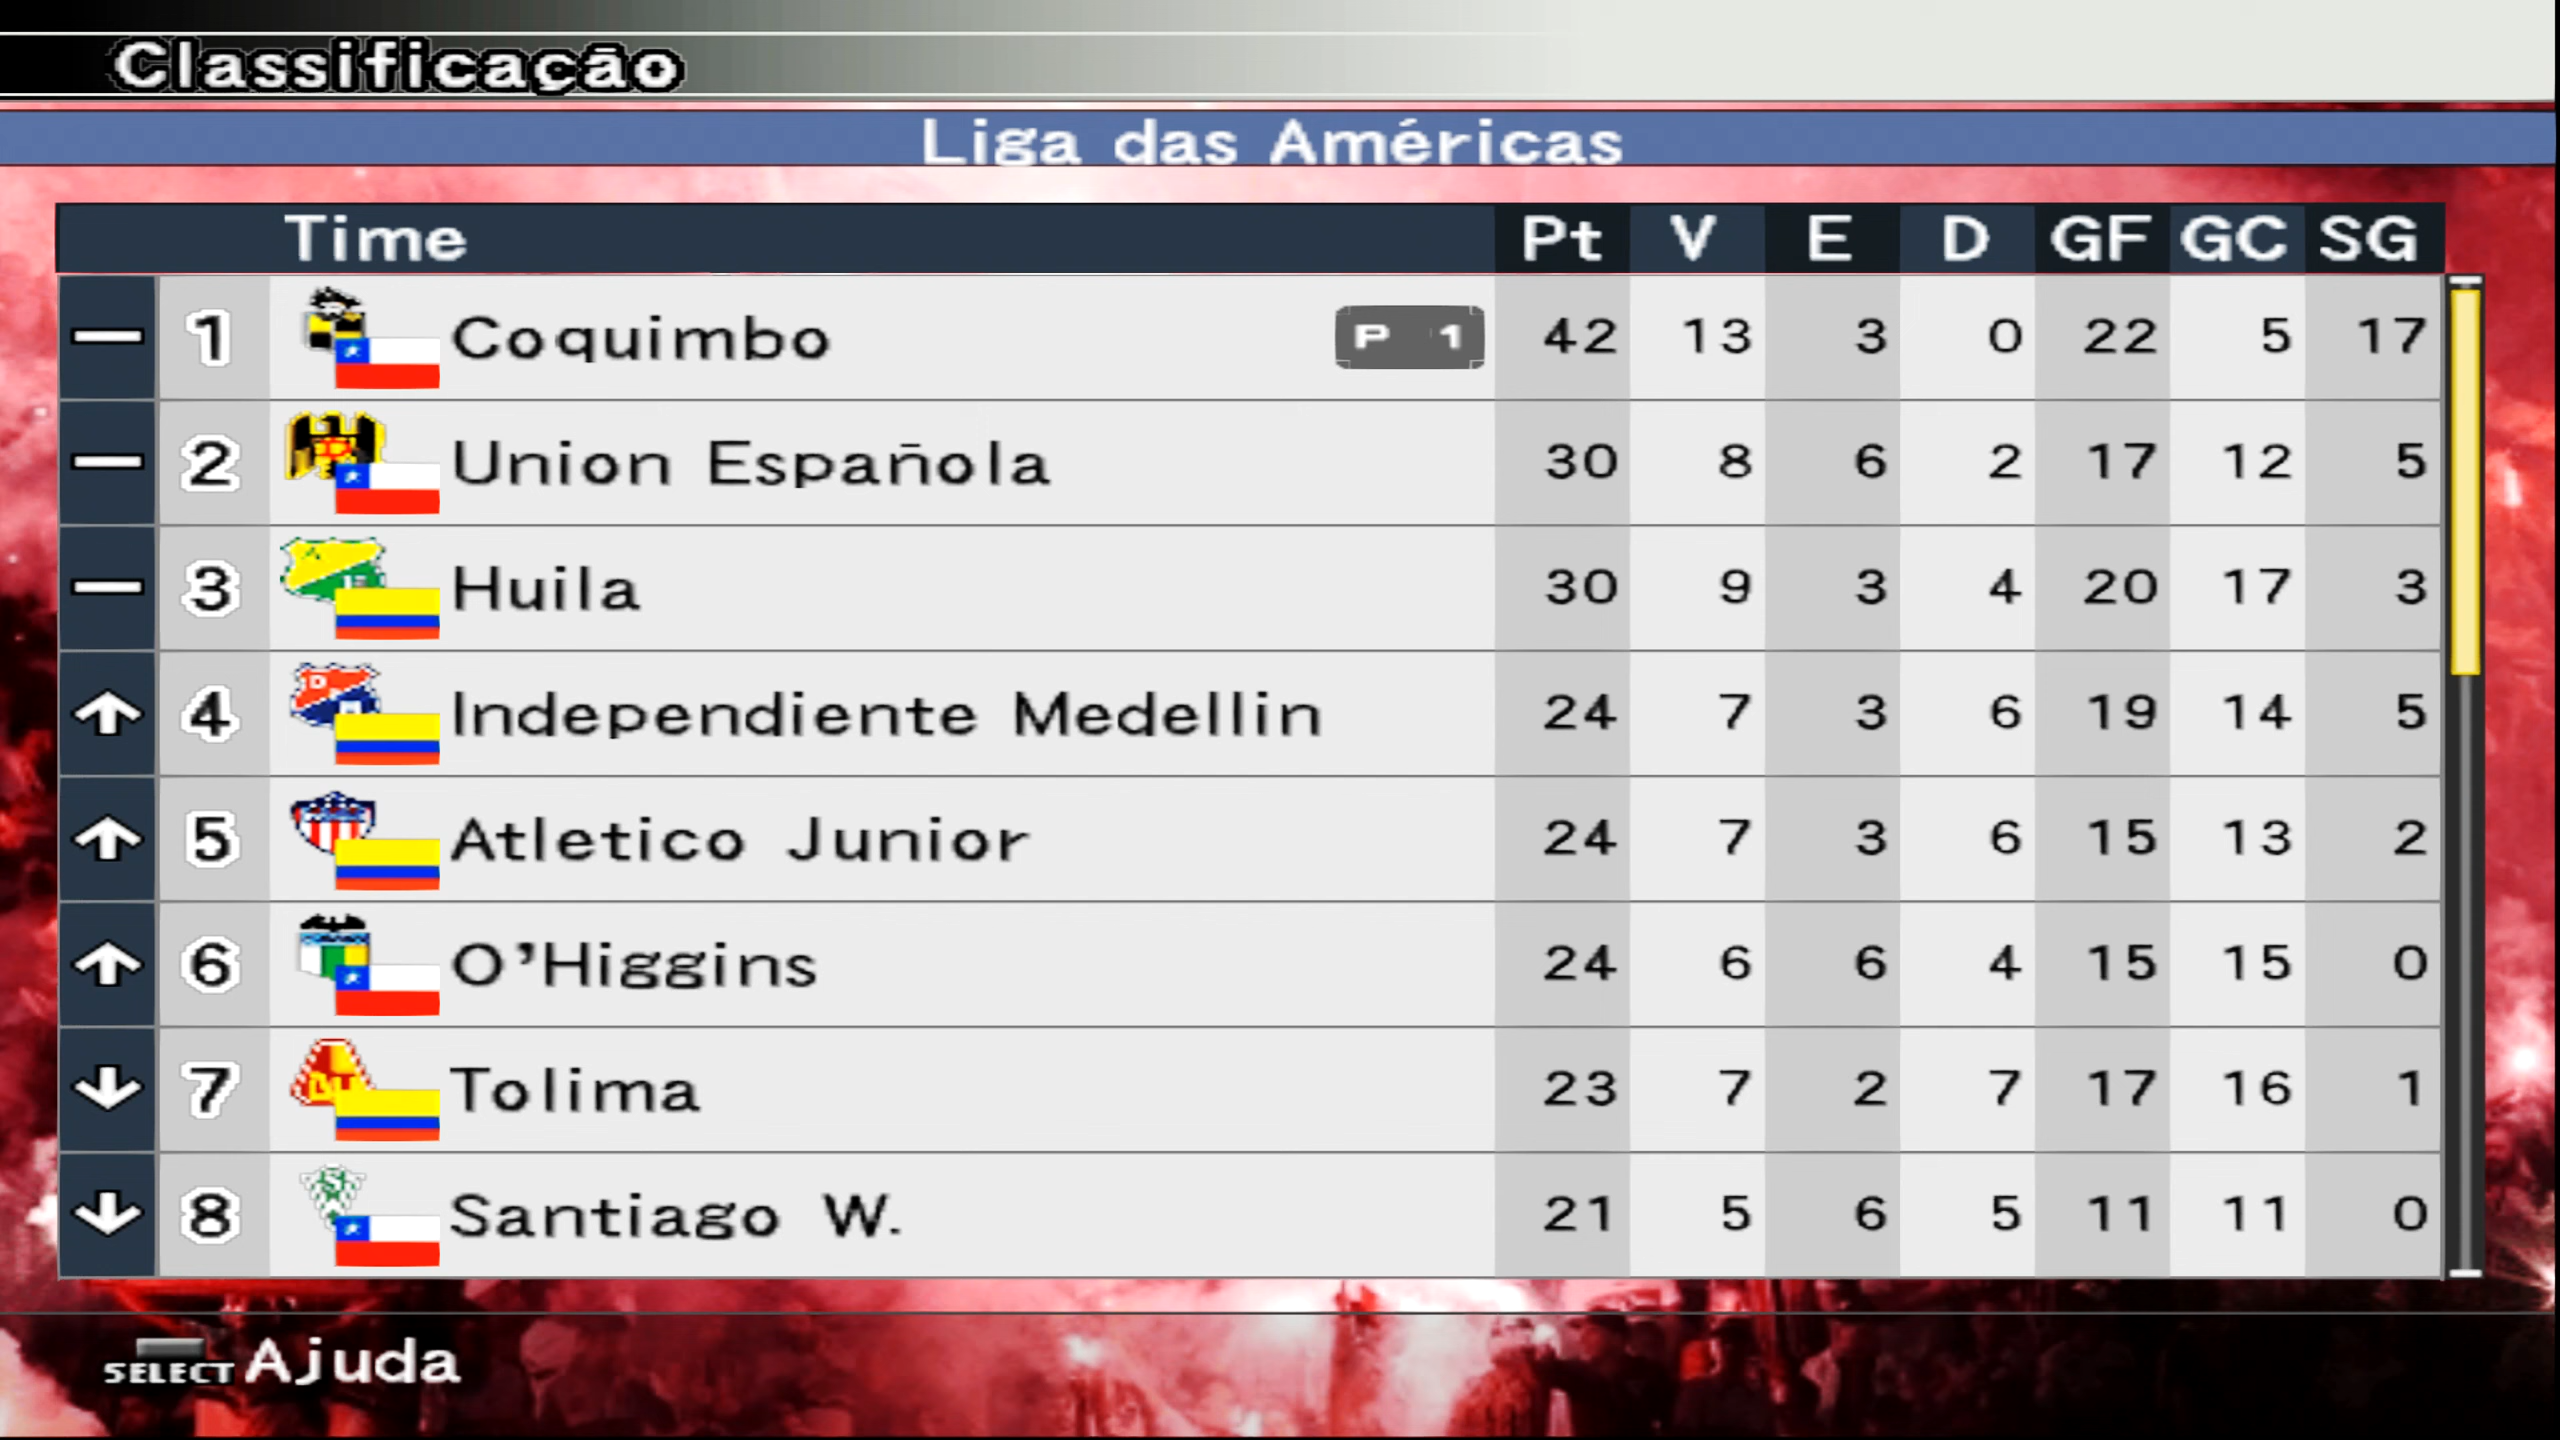 Classificação
Liga das Américas
Time Pt V E D GF GC SG
1 Coquimbo P 1 42 13 3 0 22 5 17
2 Union Española 30 8 6 2 17 12 5
3 Huila 30 9 3 4 20 17 3
4 Independiente Medellin 24 7 3 6 19 14 5
5 Atletico Junior 24 7 3 6 15 13 2
6 O'Higgins 24 6 6 4 15 15 0
7 Tolima 23 7 2 7 17 16 1
8 Santiago W. 21 5 6 5 11 11 0
SELECT Ajuda